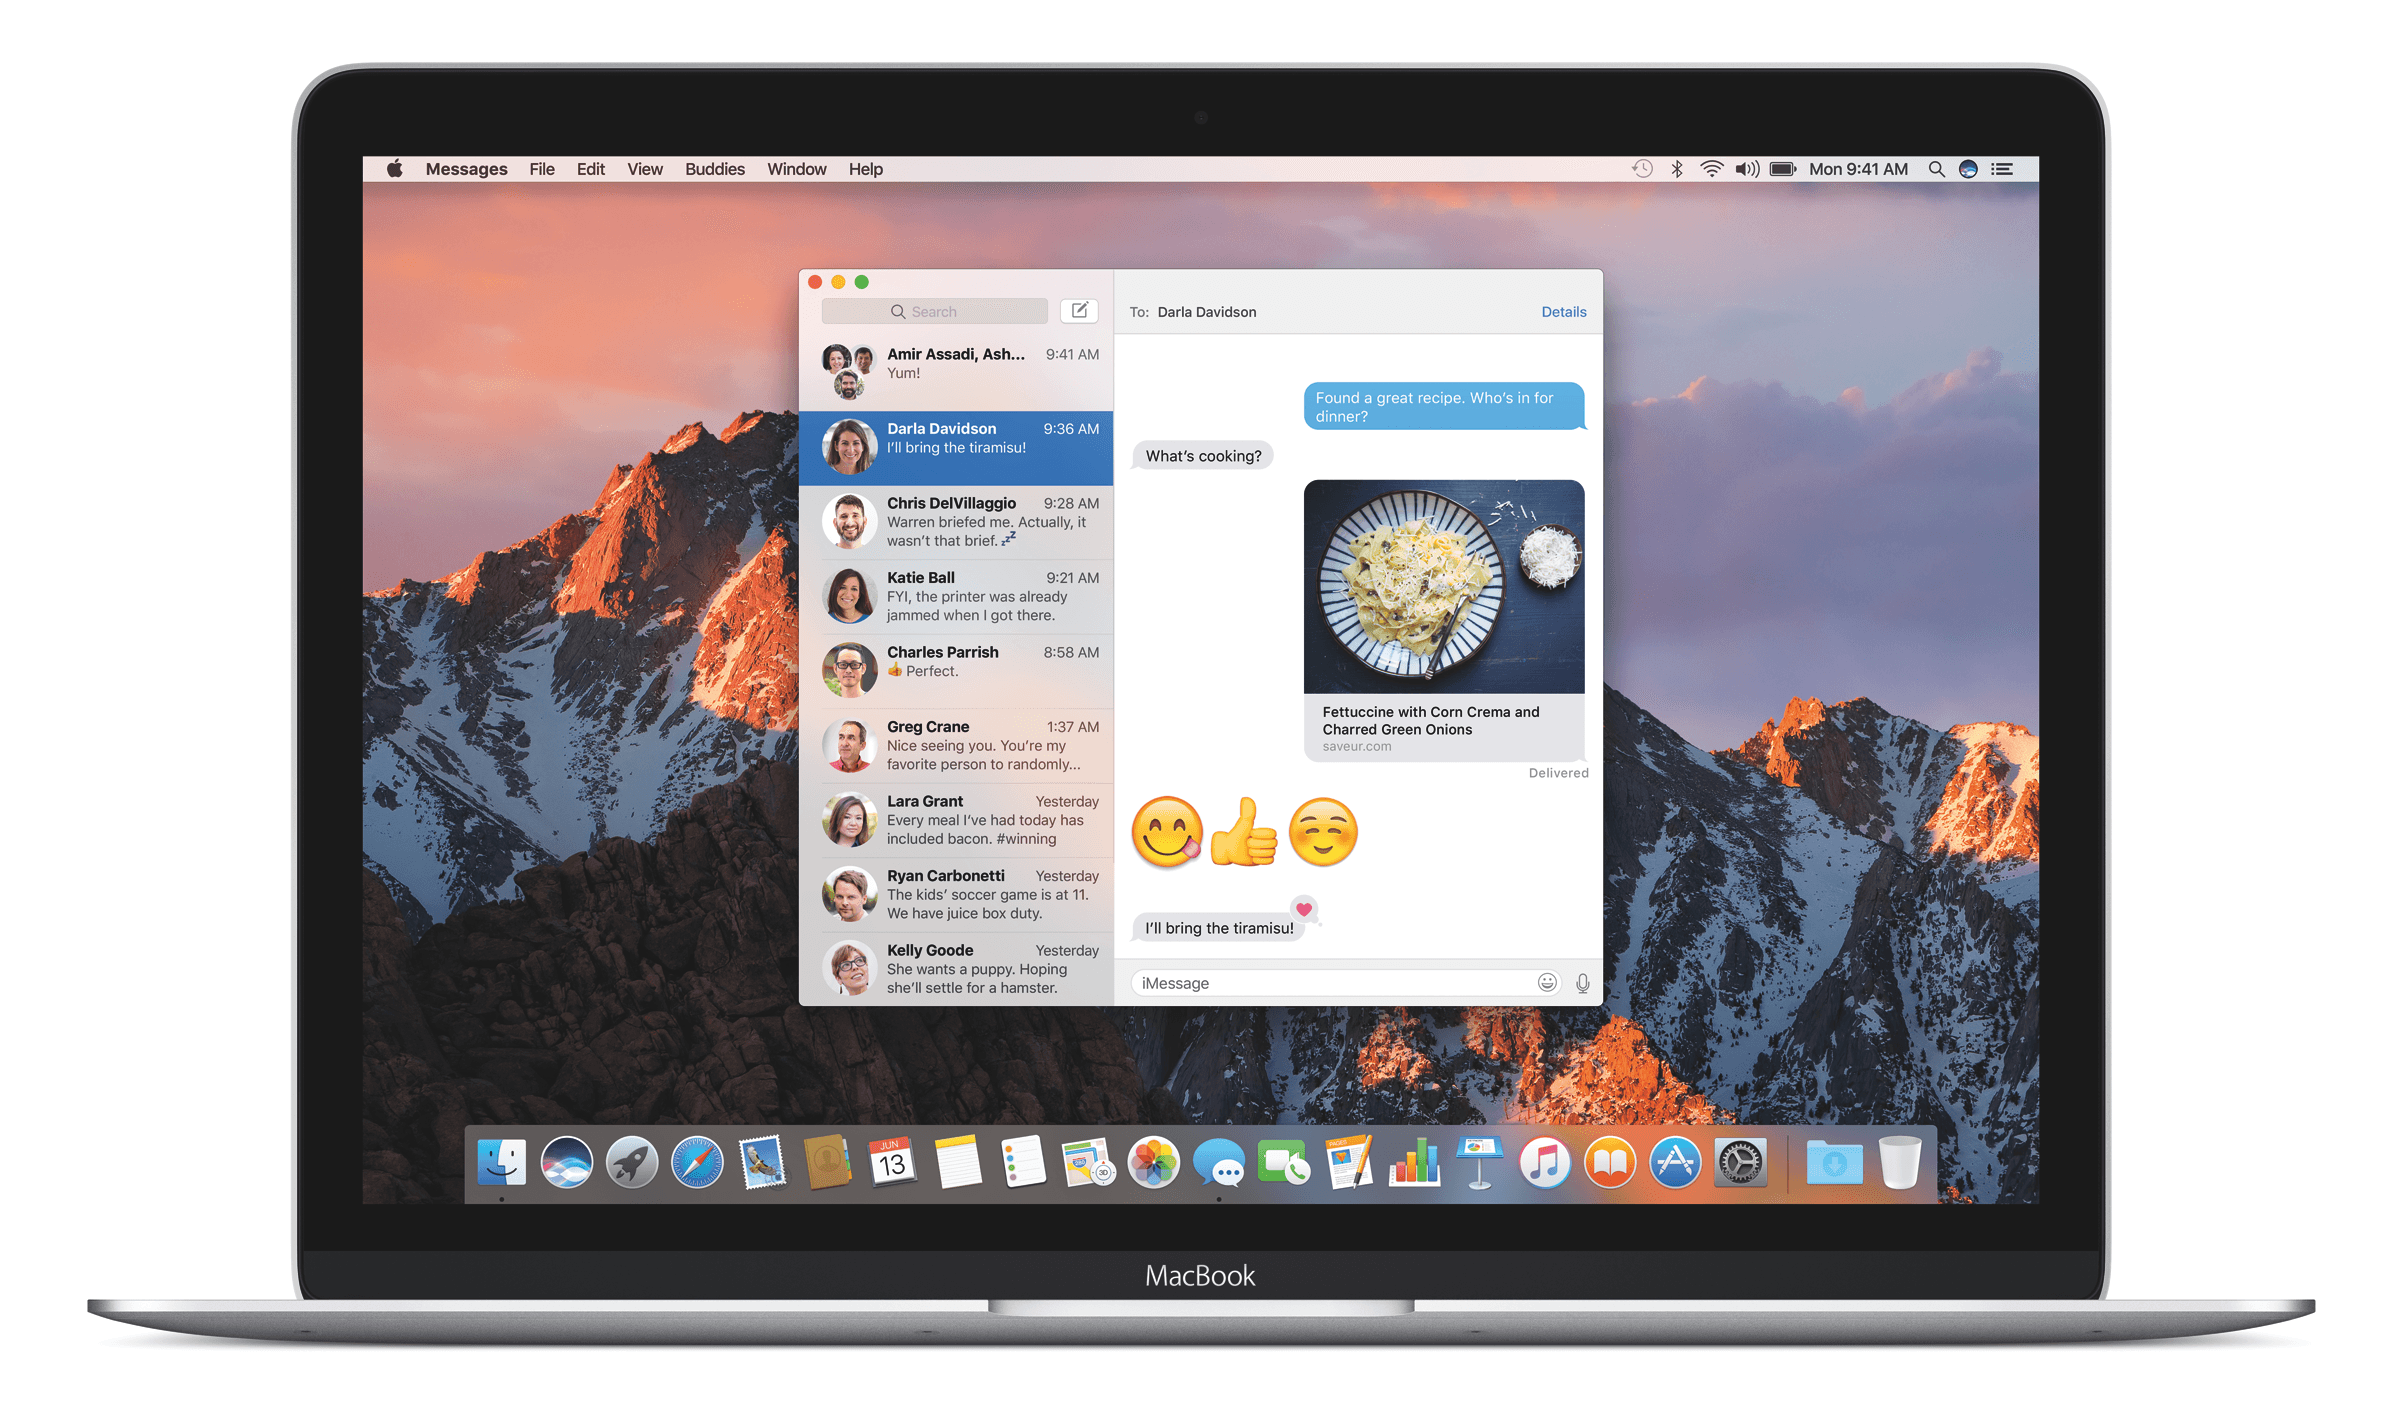 Messages File Edit View Buddies Window Help
Mon 9:41 AM
Search
To: Darla Davidson
Details
Amir Assadi, Ash... 9:41 AM
Yum!
Darla Davidson 9:36 AM
I'll bring the tiramisu!
Chris DelVillaggio 9:28 AM
Warren briefed me. Actually, it
wasn't that brief. 💤
Katie Ball 9:21 AM
FYI, the printer was already
jammed when I got there.
Charles Parrish 8:58 AM
👍 Perfect.
Greg Crane 1:37 AM
Nice seeing you. You're my
favorite person to randomly...
Lara Grant Yesterday
Every meal I've had today has
included bacon. #winning
Ryan Carbonetti Yesterday
The kids' soccer game is at 11.
We have juice box duty.
Kelly Goode Yesterday
She wants a puppy. Hoping
she'll settle for a hamster.
Found a great recipe. Who's in for
dinner?
What's cooking?
Fettuccine with Corn Crema and
Charred Green Onions
saveur.com
Delivered
😋👍☺️
I'll bring the tiramisu!
iMessage
JUN
13
3D
PAGES
MacBook